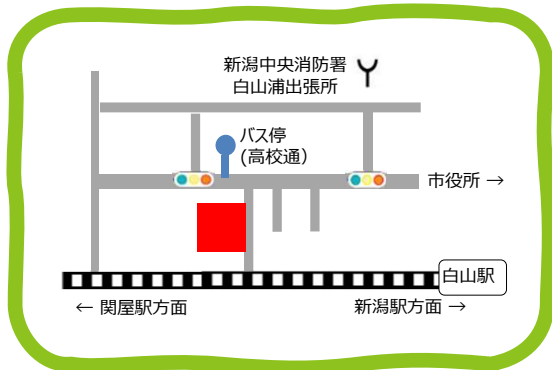 新潟中央消防署
白山浦出張所
バス停
(高校通）
市役所 →
白山駅
← 関屋駅方面
新潟駅方面 →